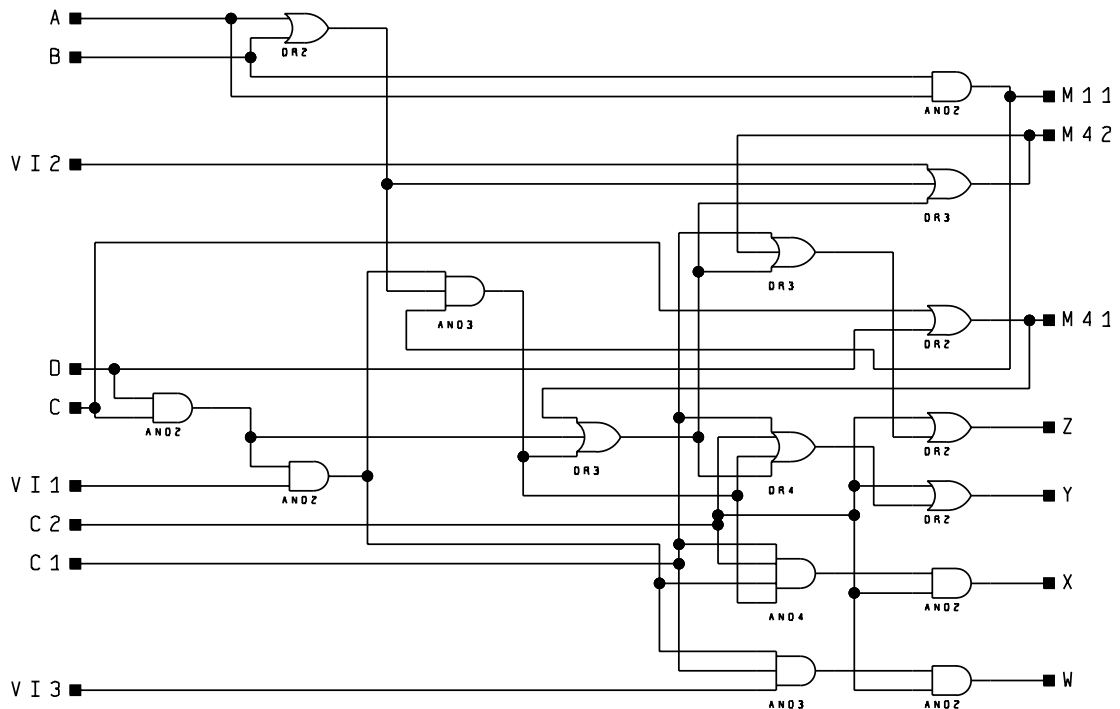 A
OR2
B
M11
AND2
M42
VI2
OR3
OR3
AND3
M41
OR2
D
C
AND2
Z
OR2
OR3
VI1
AND2
OR4
Y
OR2
C2
C1
X
AND2
AND4
W
VI3
AND3
AND2